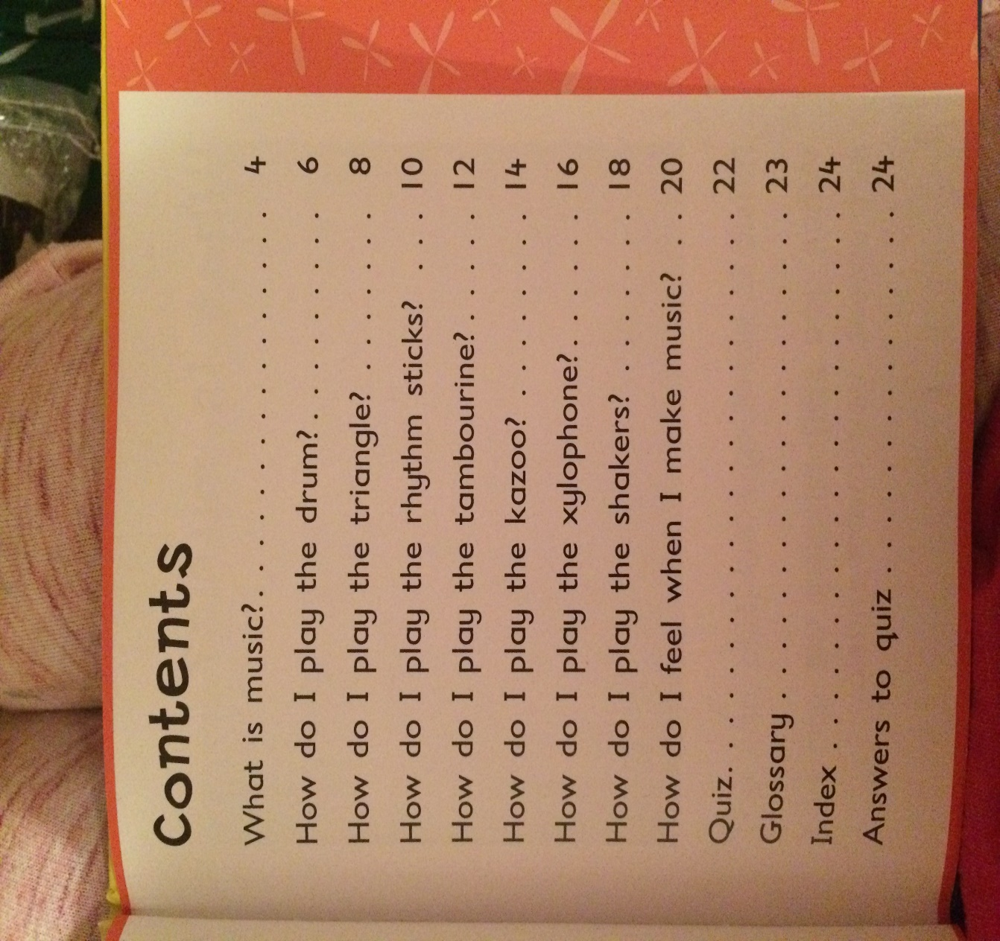 Contents
What is music?. . . . . . . . . . . . . . . . 4
How do I play the drum?. . . . . . . . . 6
How do I play the triangle? . . . . . . . 8
How do I play the rhythm sticks? . . . 10
How do I play the tambourine?. . . . . 12
How do I play the kazoo? . . . . . . . . 14
How do I play the xylophone?. . . . . . 16
How do I play the shakers? . . . . . . . 18
How do I feel when I make music? . . 20
Quiz. . . . . . . . . . . . . . . . . . . . . . . 22
Glossary . . . . . . . . . . . . . . . . . . . . 23
Index . . . . . . . . . . . . . . . . . . . . . . 24
Answers to quiz . . . . . . . . . . . . . . . 24